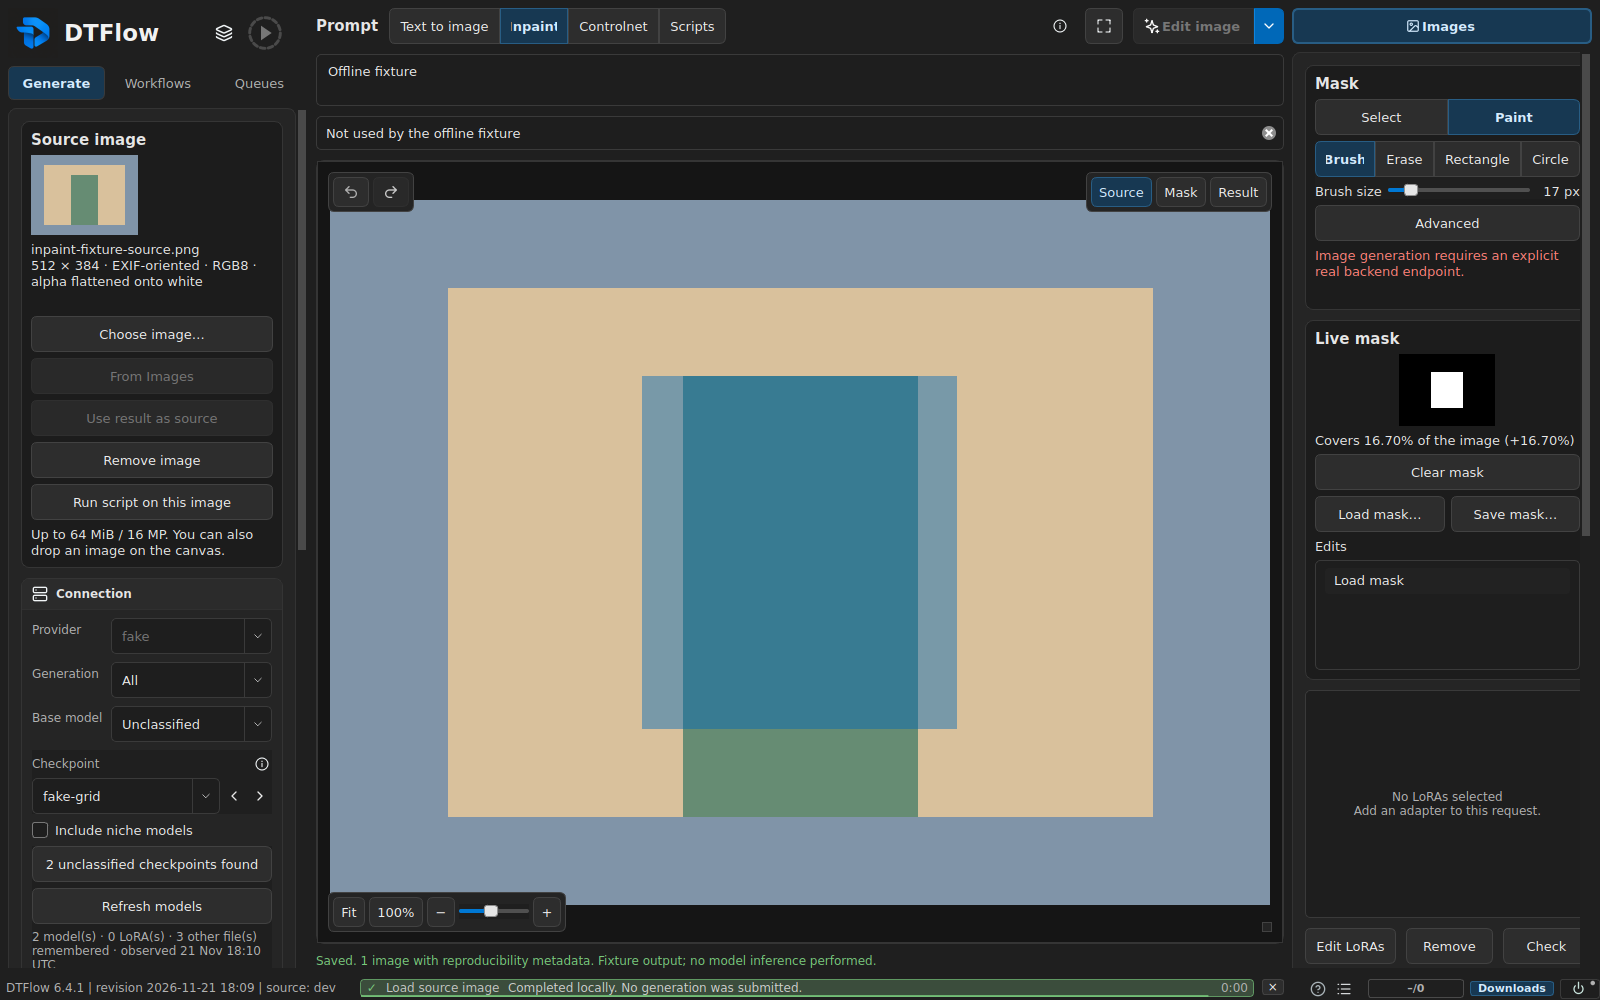 DTFlow
Generate
Workflows
Queues
Source image
inpaint-fixture-source.png
512 × 384 · EXIF-oriented · RGB8 ·
alpha flattened onto white
Choose image...
From Images
Use result as source
Remove image
Run script on this image
Up to 64 MiB / 16 MP. You can also
drop an image on the canvas.
Connection
Provider
fake
Generation
All
Base model
Unclassified
Checkpoint
fake-grid
Include niche models
2 unclassified checkpoints found
Refresh models
2 model(s) · 0 LoRA(s) · 3 other file(s)
remembered · observed 21 Nov 18:10
UTC
Prompt
Text to image
Inpaint
Controlnet
Scripts
Edit image
Offline fixture
Not used by the offline fixture
Source
Mask
Result
Fit
100%
−
+
Saved. 1 image with reproducibility metadata. Fixture output; no model inference performed.
Images
Mask
Select
Paint
Brush
Erase
Rectangle
Circle
Brush size
17 px
Advanced
Image generation requires an explicit
real backend endpoint.
Live mask
Covers 16.70% of the image (+16.70%)
Clear mask
Load mask...
Save mask...
Edits
Load mask
No LoRAs selected
Add an adapter to this request.
Edit LoRAs
Remove
Check
DTFlow 6.4.1 | revision 2026-11-21 18:09 | source: dev
✓ Load source image Completed locally. No generation was submitted. 0:00
-/0
Downloads